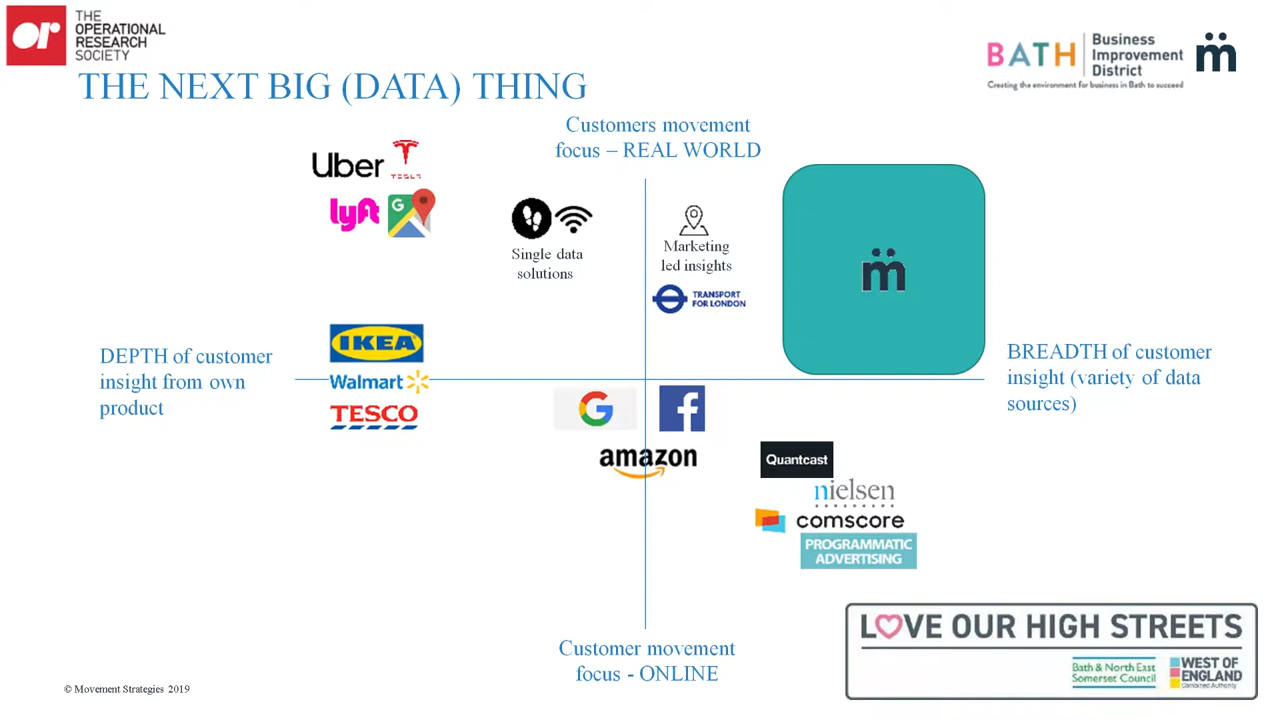 THE
OPERATIONAL
RESEARCH
SOCIETY
or
BATH
Business
Improvement
District
Creating the environment for business in Bath to succeed
m̈
THE NEXT BIG (DATA) THING
Customers movement
focus – REAL WORLD
Uber
TESLA
lyft
G
Single data
solutions
Marketing
led insights
TRANSPORT
FOR LONDON
m̈
DEPTH of customer
insight from own
product
IKEA
Walmart
TESCO
BREADTH of customer
insight (variety of data
sources)
G
f
amazon
Quantcast
nielsen
comscore
PROGRAMMATIC
ADVERTISING
LOVE OUR HIGH STREETS
Bath & North East
Somerset Council
WEST OF
ENGLAND
Combined Authority
Customer movement
focus - ONLINE
© Movement Strategies 2019